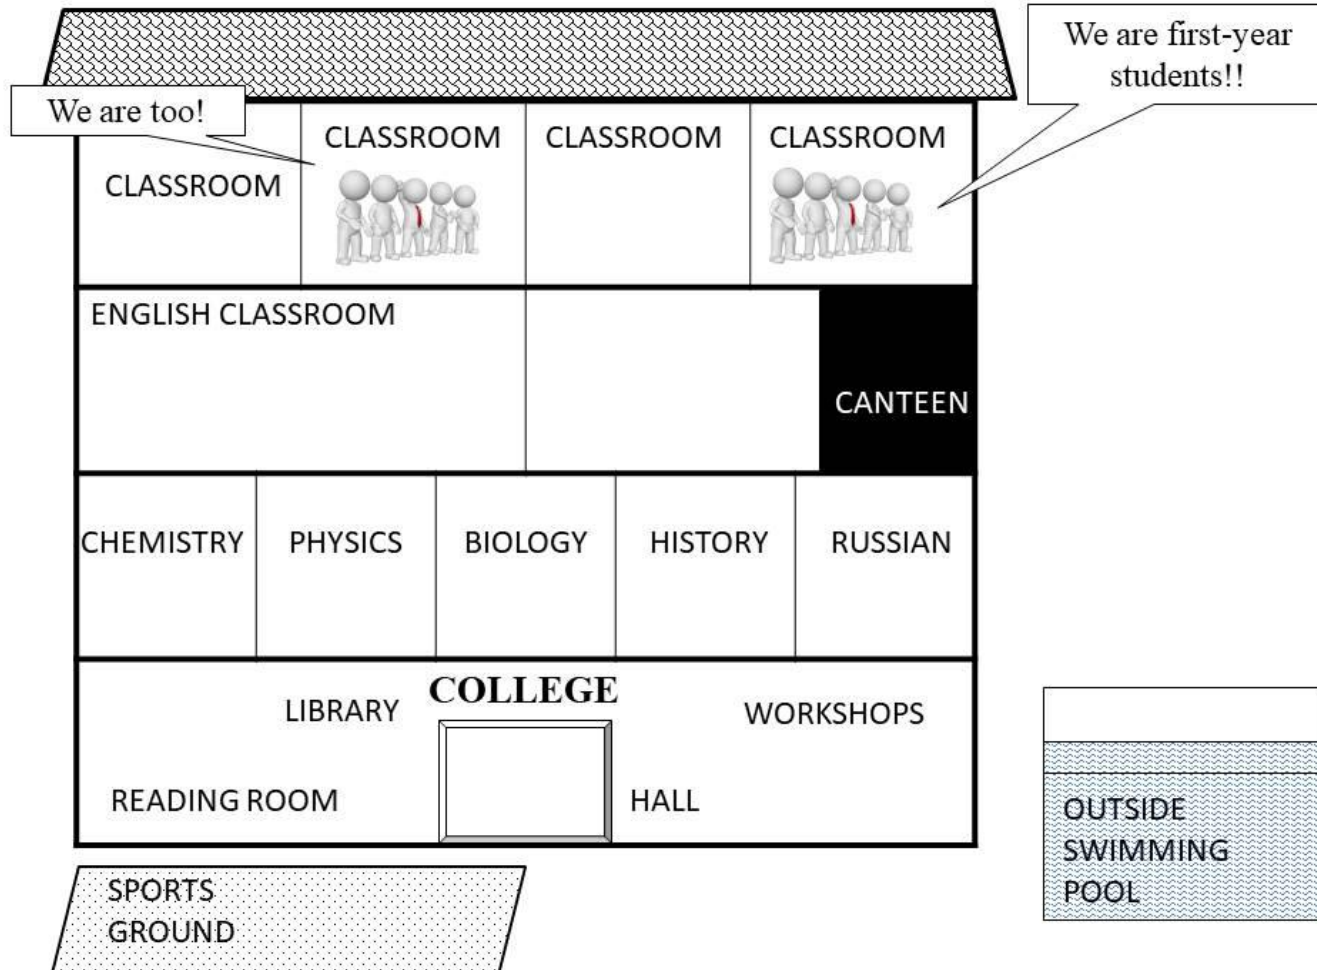 We are first-year
students!!
We are too!
CLASSROOM
CLASSROOM
CLASSROOM
CLASSROOM
ENGLISH CLASSROOM
CANTEEN
CHEMISTRY
PHYSICS
BIOLOGY
HISTORY
RUSSIAN
COLLEGE
LIBRARY
WORKSHOPS
READING ROOM
HALL
OUTSIDE
SWIMMING
POOL
SPORTS
GROUND